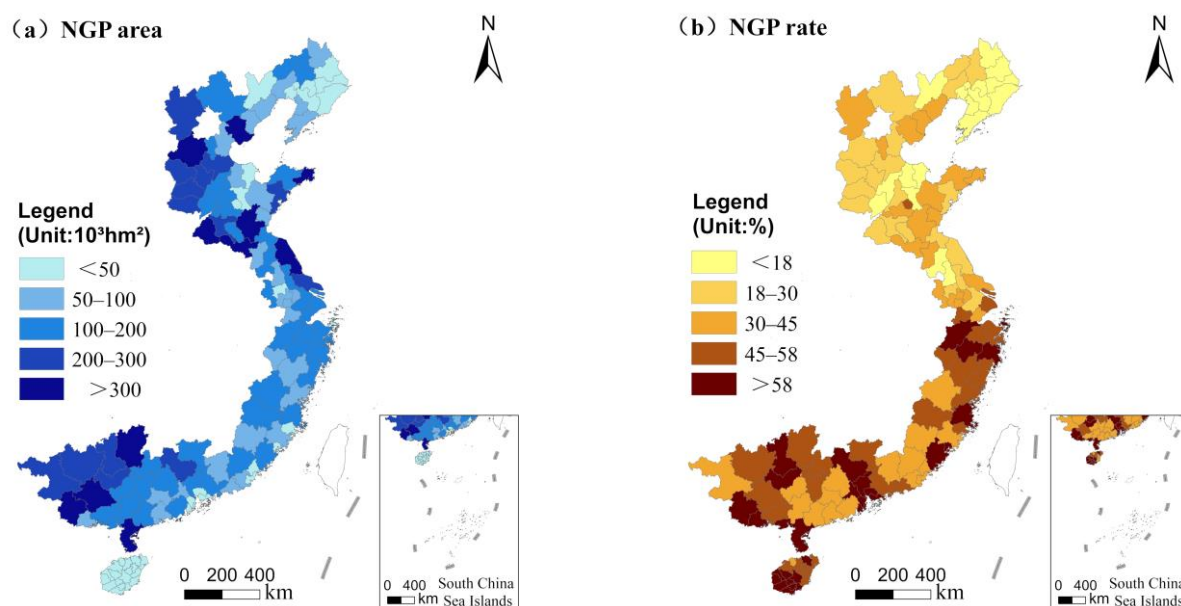 （a）NGP area
N
Legend
(Unit:10³hm²)
＜50
50–100
100–200
200–300
＞300
0 200 400
km
0 400
km
South China
Sea Islands
（b）NGP rate
N
Legend
(Unit:%)
＜18
18–30
30–45
45–58
＞58
0 200 400
km
0 400
km
South China
Sea Islands